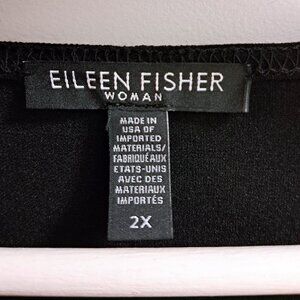 EILEEN FISHER
WOMAN
MADE IN
USA OF
IMPORTED
MATERIALS/
FABRIQUÉ AUX
ETATS-UNIS
AVEC DES
MATERIAUX
IMPORTÉS
2X